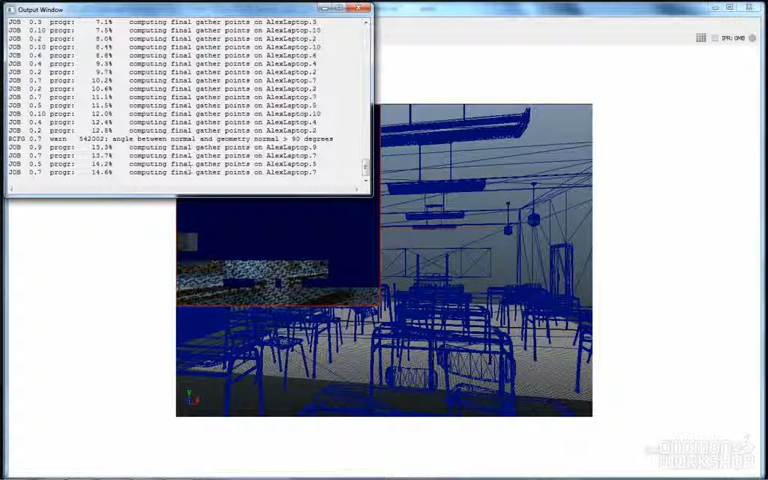 Output Window
JOB 0.3 progr: 7.1% computing final gather points on AlexLaptop.3
JOB 0.10 progr: 7.5% computing final gather points on AlexLaptop.10
JOB 0.2 progr: 8.0% computing final gather points on AlexLaptop.2
JOB 0.10 progr: 8.4% computing final gather points on AlexLaptop.10
JOB 0.6 progr: 8.8% computing final gather points on AlexLaptop.6
JOB 0.4 progr: 9.3% computing final gather points on AlexLaptop.4
JOB 0.2 progr: 9.7% computing final gather points on AlexLaptop.2
JOB 0.7 progr: 10.2% computing final gather points on AlexLaptop.7
JOB 0.2 progr: 10.6% computing final gather points on AlexLaptop.2
JOB 0.7 progr: 11.1% computing final gather points on AlexLaptop.7
JOB 0.5 progr: 11.5% computing final gather points on AlexLaptop.5
JOB 0.10 progr: 12.0% computing final gather points on AlexLaptop.10
JOB 0.4 progr: 12.4% computing final gather points on AlexLaptop.4
JOB 0.2 progr: 12.8% computing final gather points on AlexLaptop.2
RCFG 0.7 warn 542002: angle between normal and geometry normal > 90 degrees
JOB 0.9 progr: 13.3% computing final gather points on AlexLaptop.9
JOB 0.7 progr: 13.7% computing final gather points on AlexLaptop.7
JOB 0.5 progr: 14.2% computing final gather points on AlexLaptop.5
JOB 0.7 progr: 14.6% computing final gather points on AlexLaptop.7
IPR: 0MB
WORKSHOP